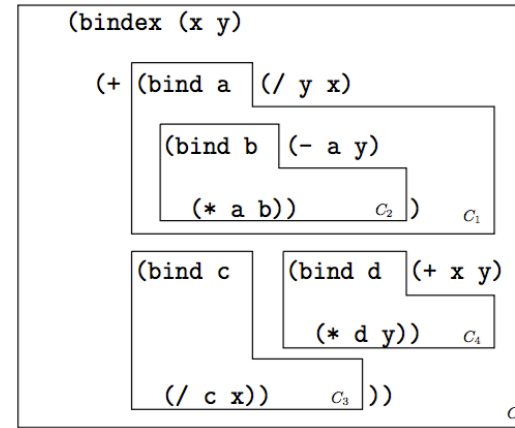 (bindex (x y)
(+ (bind a (/ y x)
(bind b (- a y)
(* a b)) C₂ ) C₁
(bind c (bind d (+ x y)
(* d y)) C₄
(/ c x)) C₃ ))